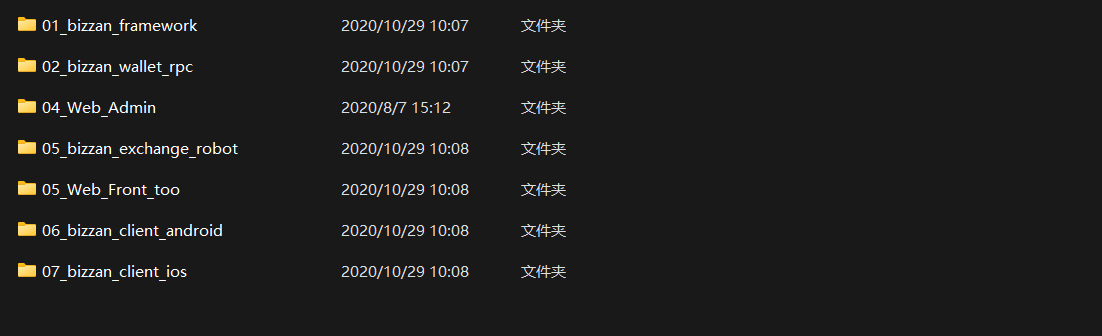 01_bizzan_framework 2020/10/29 10:07 文件夹
02_bizzan_wallet_rpc 2020/10/29 10:07 文件夹
04_Web_Admin 2020/8/7 15:12 文件夹
05_bizzan_exchange_robot 2020/10/29 10:08 文件夹
05_Web_Front_too 2020/10/29 10:08 文件夹
06_bizzan_client_android 2020/10/29 10:08 文件夹
07_bizzan_client_ios 2020/10/29 10:08 文件夹